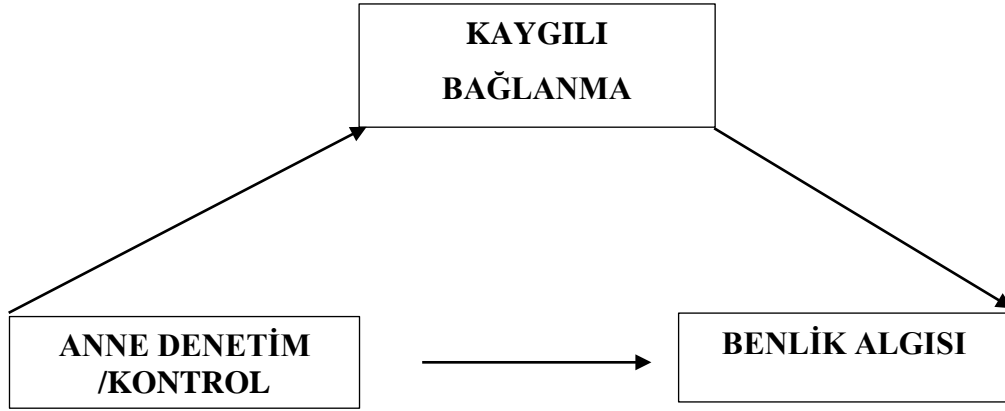 KAYGILI
BAĞLANMA
ANNE DENETİM
/KONTROL
BENLİK ALGISI